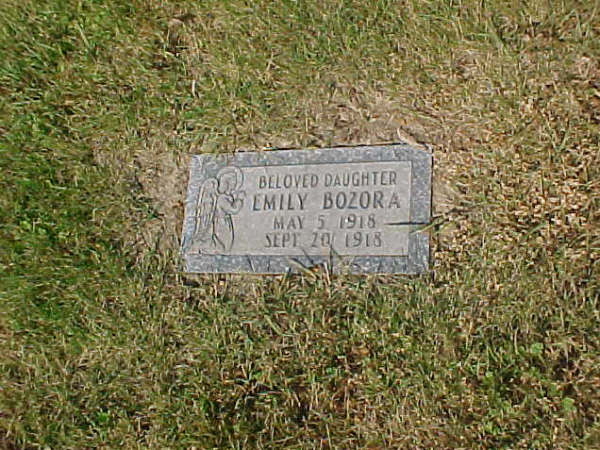 BELOVED DAUGHTER
EMILY BOZORA
MAY 5 1918
SEPT. 20 1918